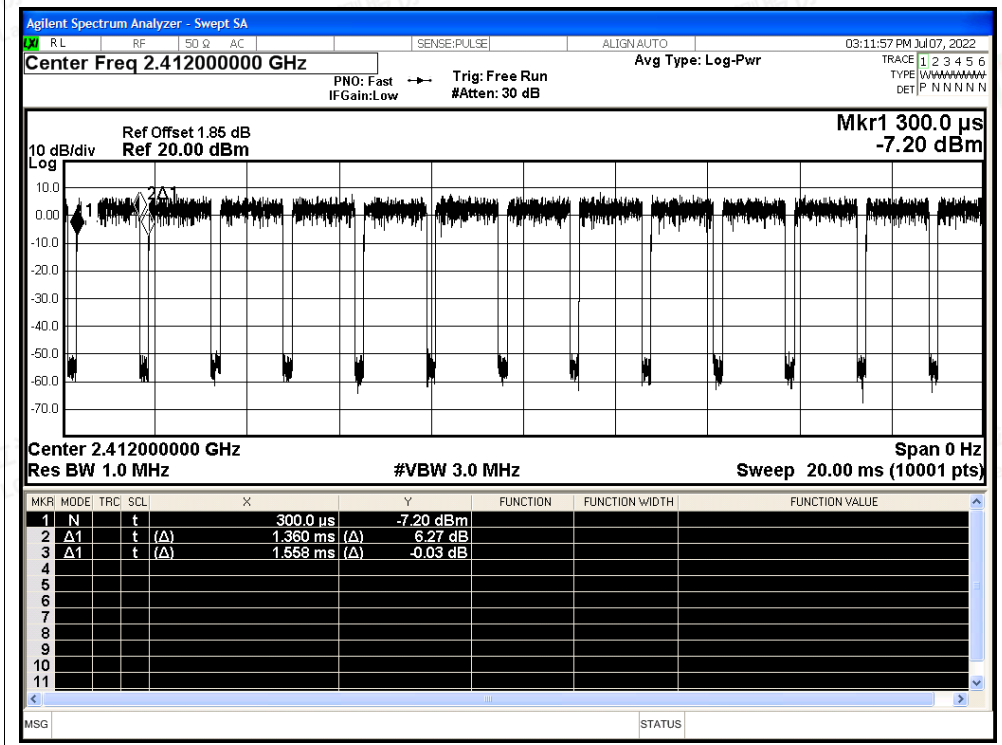 Agilent Spectrum Analyzer - Swept SA
LXI RL RF 50 Ω AC SENSE:PULSE ALIGN AUTO 03:11:57 PM Jul 07, 2022
Center Freq 2.412000000 GHz Avg Type: Log-Pwr TRACE 1 2 3 4 5 6
PNO: Fast Trig: Free Run TYPE
IFGain:Low #Atten: 30 dB DET P N N N N N
Mkr1 300.0 µs
Ref Offset 1.85 dB
10 dB/div Ref 20.00 dBm -7.20 dBm
Log
10.0
2Δ1
1
0.00
-10.0
-20.0
-30.0
-40.0
-50.0
-60.0
-70.0
Center 2.412000000 GHz Span 0 Hz
Res BW 1.0 MHz #VBW 3.0 MHz Sweep 20.00 ms (10001 pts)
MKR MODE TRC SCL X Y FUNCTION FUNCTION WIDTH FUNCTION VALUE
1 N t 300.0 µs -7.20 dBm
2 Δ1 t (Δ) 1.360 ms (Δ) 6.27 dB
3 Δ1 t (Δ) 1.558 ms (Δ) -0.03 dB
4
5
6
7
8
9
10
11
MSG STATUS